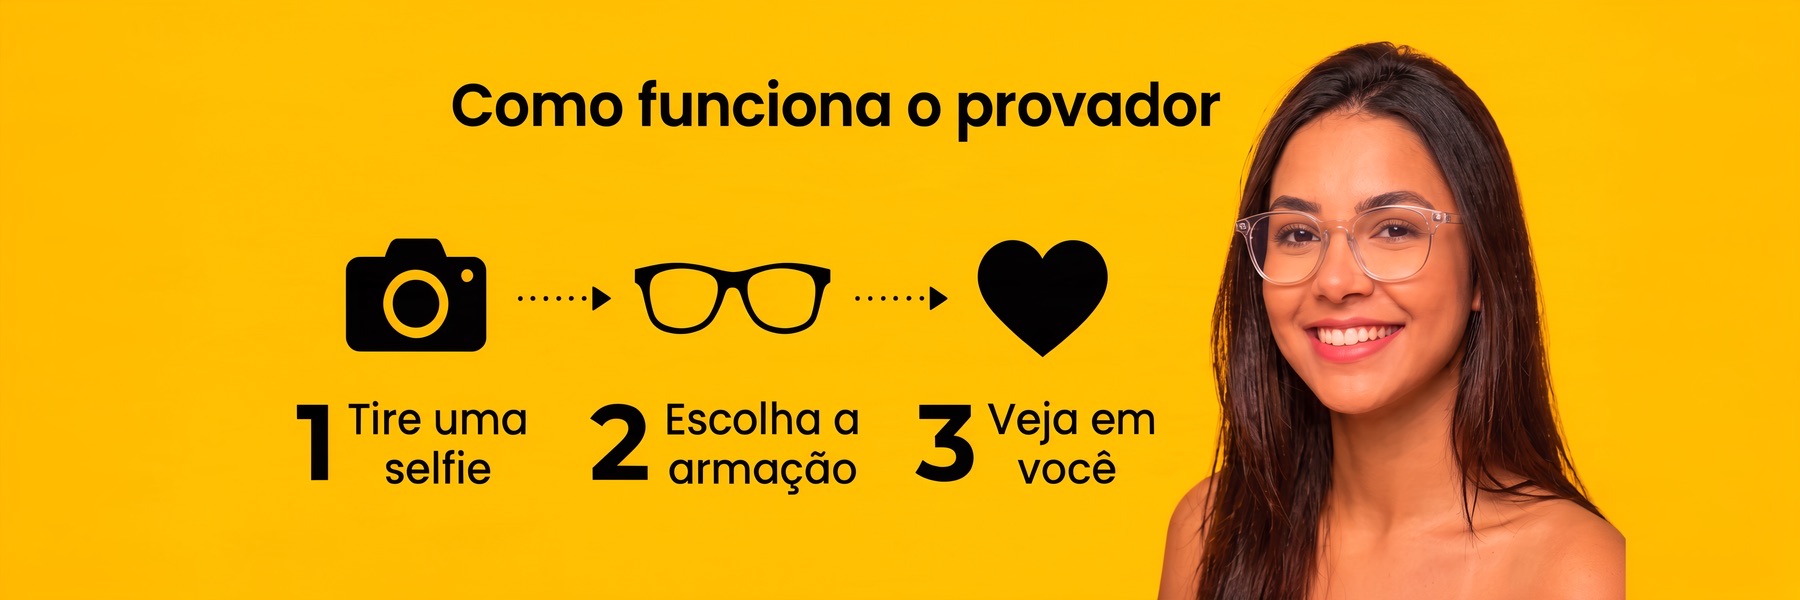 Como funciona o provador
1 Tire uma
selfie
2 Escolha a
armação
3 Veja em
você